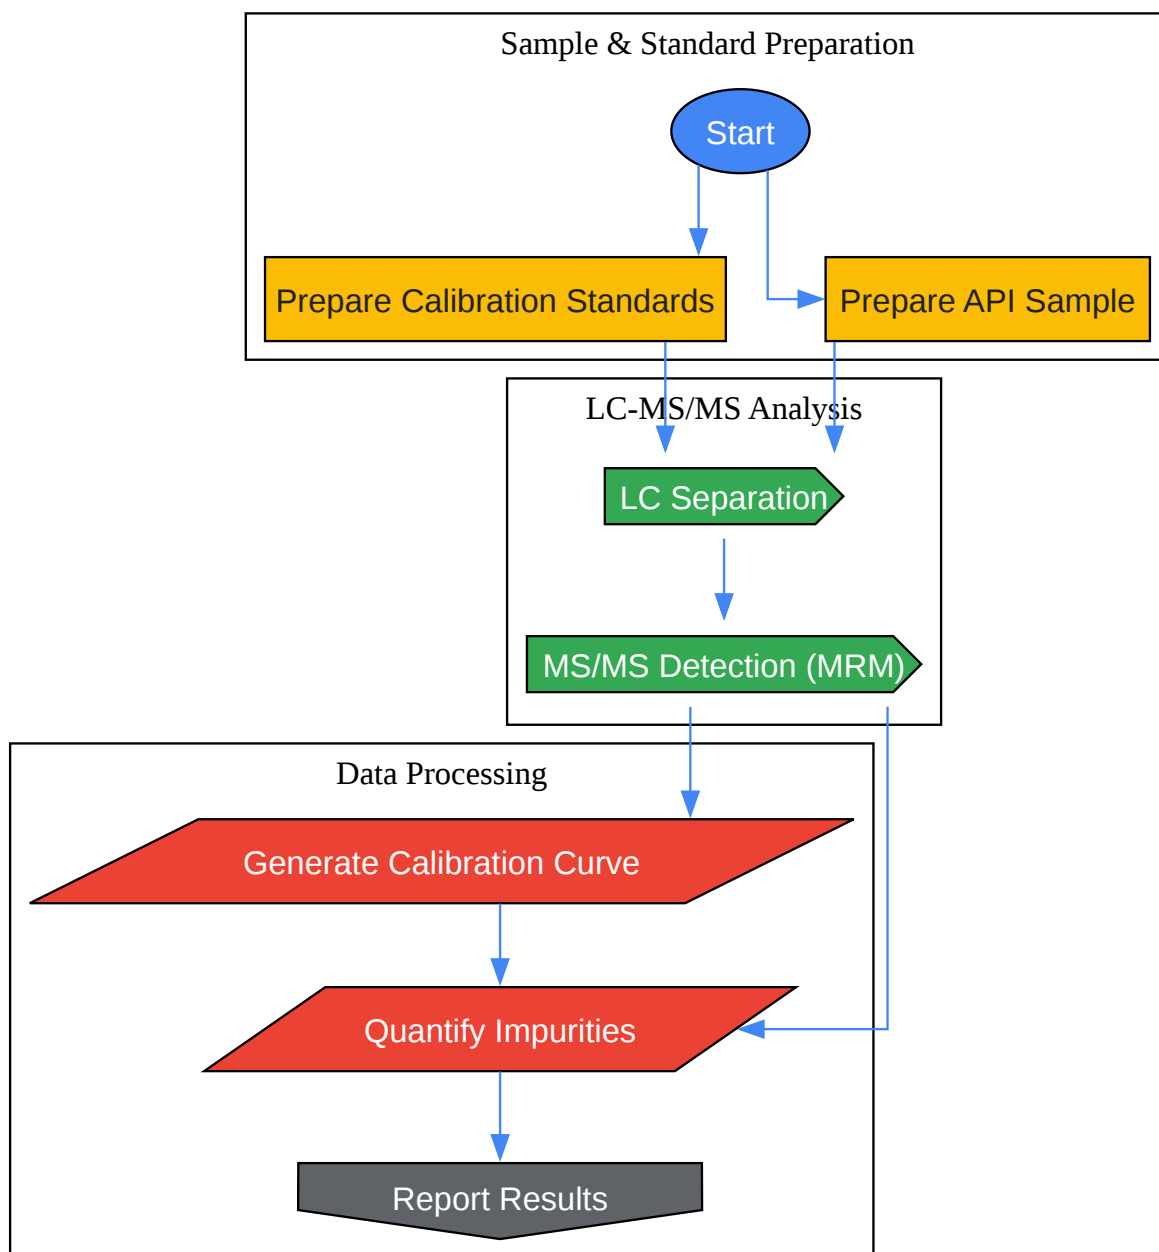 Sample & Standard Preparation
Start
Prepare Calibration Standards
Prepare API Sample
LC-MS/MS Analysis
LC Separation
MS/MS Detection (MRM)
Data Processing
Generate Calibration Curve
Quantify Impurities
Report Results